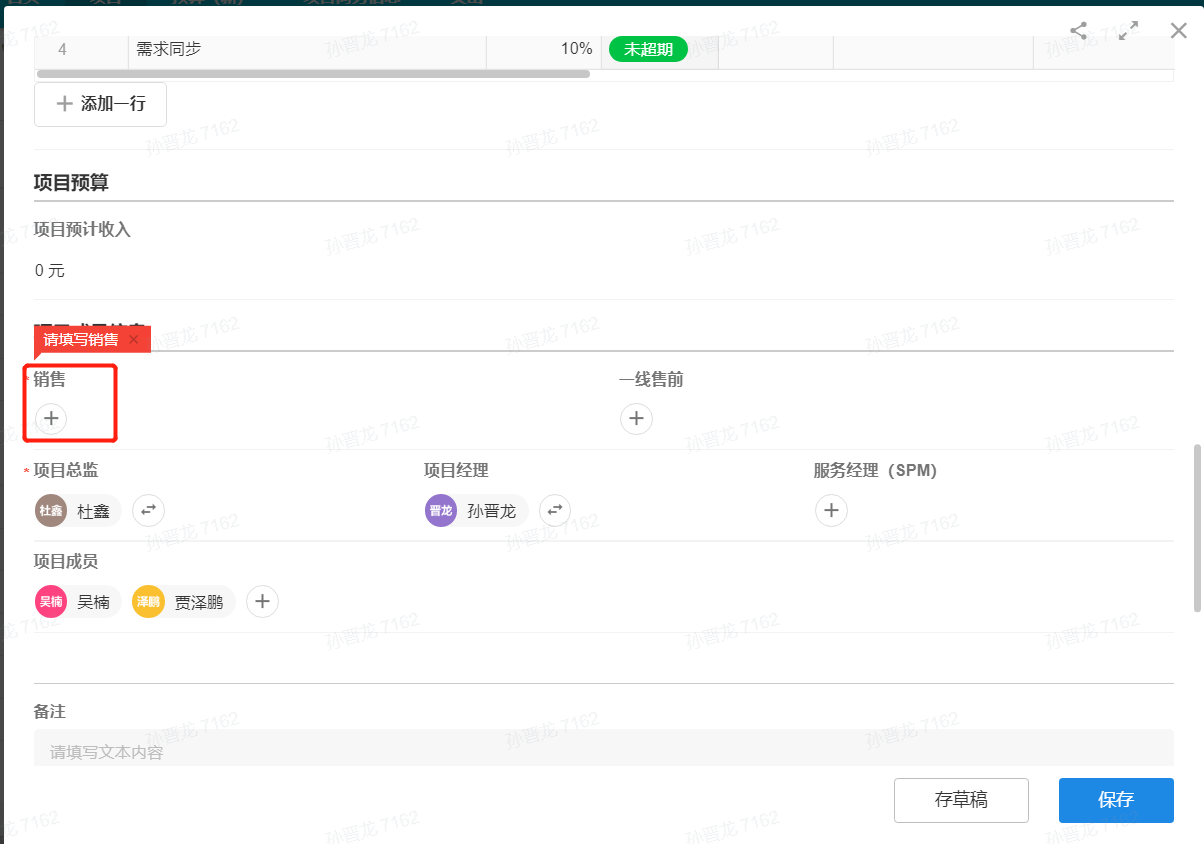 4 需求同步 10% 未超期
添加一行
项目预算
项目预计收入
0 元
请填写销售
* 销售 一线售前
* 项目总监 项目经理 服务经理（SPM）
杜鑫 杜鑫 晋龙 孙晋龙
项目成员
吴楠 吴楠 泽鹏 贾泽鹏
备注
请填写文本内容
存草稿 保存
孙晋龙 7162